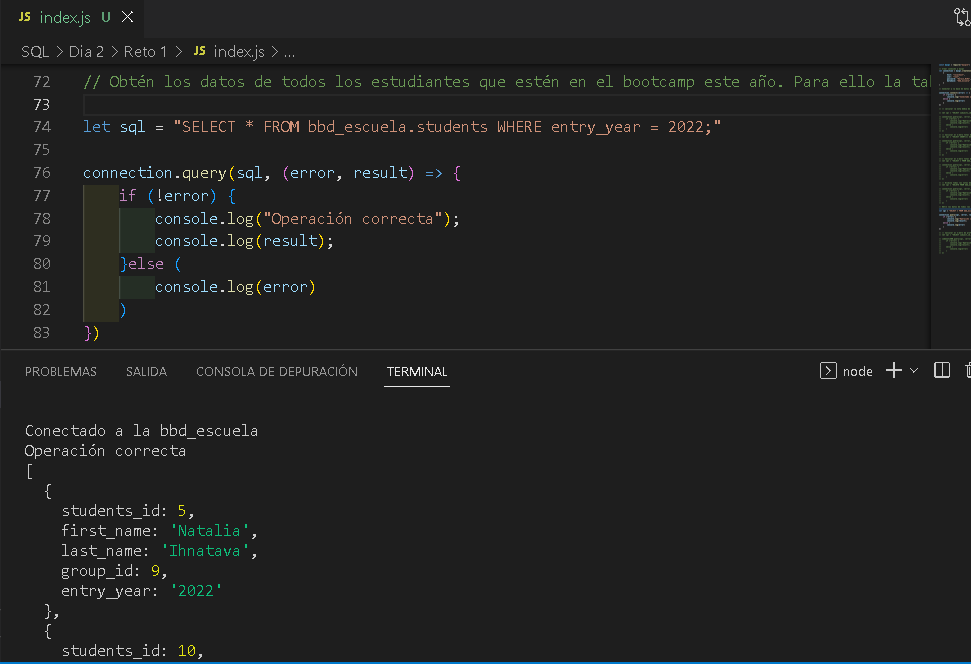 JS index.js U
SQL > Dia 2 > Reto 1 > JS index.js > ...
72 // Obtén los datos de todos los estudiantes que estén en el bootcamp este año. Para ello la tal
73
74 let sql = "SELECT * FROM bbd_escuela.students WHERE entry_year = 2022;"
75
76 connection.query(sql, (error, result) => {
77 if (!error) {
78 console.log("Operación correcta");
79 console.log(result);
80 }else (
81 console.log(error)
82 )
83 })
PROBLEMAS SALIDA CONSOLA DE DEPURACIÓN TERMINAL node
Conectado a la bbd_escuela
Operación correcta
[
{
students_id: 5,
first_name: 'Natalia',
last_name: 'Ihnatava',
group_id: 9,
entry_year: '2022'
},
{
students_id: 10,